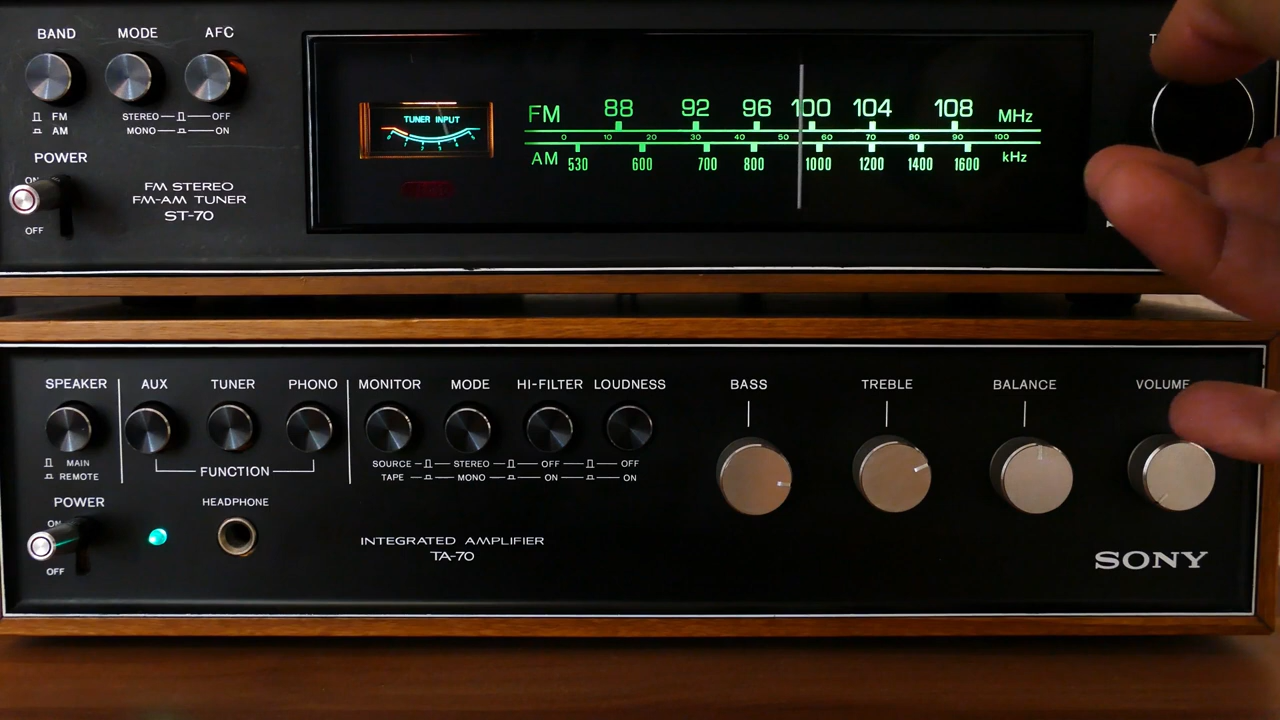 BAND MODE AFC
FM STEREO OFF
AM MONO ON
POWER
ON
OFF
FM STEREO
FM-AM TUNER
ST-70
TUNER INPUT
FM 88 92 96 100 104 108 MHz
0 10 20 30 40 50 60 70 80 90 100
AM 530 600 700 800 1000 1200 1400 1600 kHz
SPEAKER AUX TUNER PHONO MONITOR MODE HI-FILTER LOUDNESS BASS TREBLE BALANCE VOLUME
MAIN SOURCE STEREO OFF OFF
REMOTE FUNCTION TAPE MONO ON ON
POWER HEADPHONE
ON
OFF
INTEGRATED AMPLIFIER
TA-70
SONY